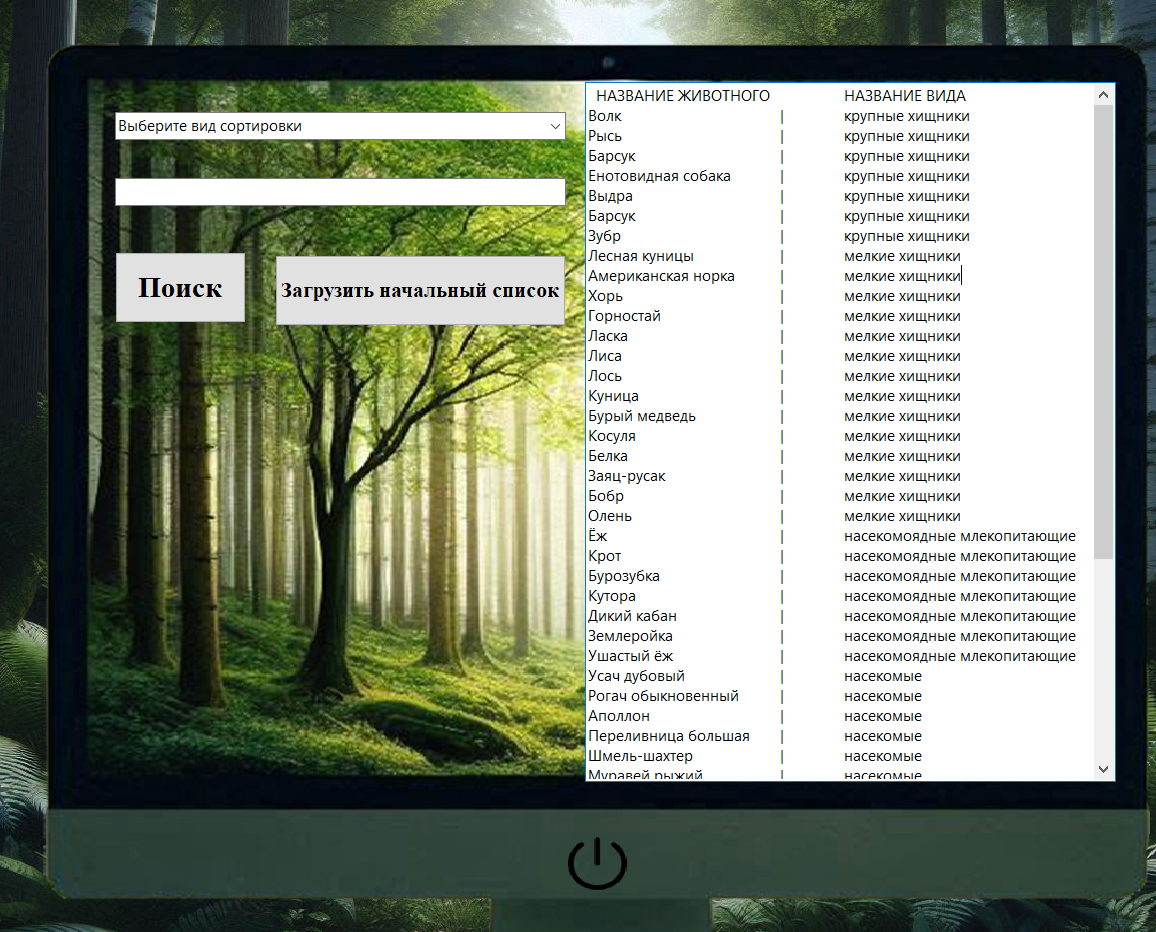 Выберите вид сортировки
Поиск
Загрузить начальный список
НАЗВАНИЕ ЖИВОТНОГО НАЗВАНИЕ ВИДА
Волк | крупные хищники
Рысь | крупные хищники
Барсук | крупные хищники
Енотовидная собака | крупные хищники
Выдра | крупные хищники
Барсук | крупные хищники
Зубр | крупные хищники
Лесная куницы | мелкие хищники
Американская норка | мелкие хищники
Хорь | мелкие хищники
Горностай | мелкие хищники
Ласка | мелкие хищники
Лиса | мелкие хищники
Лось | мелкие хищники
Куница | мелкие хищники
Бурый медведь | мелкие хищники
Косуля | мелкие хищники
Белка | мелкие хищники
Заяц-русак | мелкие хищники
Бобр | мелкие хищники
Олень | мелкие хищники
Ёж | насекомоядные млекопитающие
Крот | насекомоядные млекопитающие
Бурозубка | насекомоядные млекопитающие
Кутора | насекомоядные млекопитающие
Дикий кабан | насекомоядные млекопитающие
Землеройка | насекомоядные млекопитающие
Ушастый ёж | насекомоядные млекопитающие
Усач дубовый | насекомые
Рогач обыкновенный | насекомые
Аполлон | насекомые
Переливница большая | насекомые
Шмель-шахтер | насекомые
Муравей рыжий | насекомые